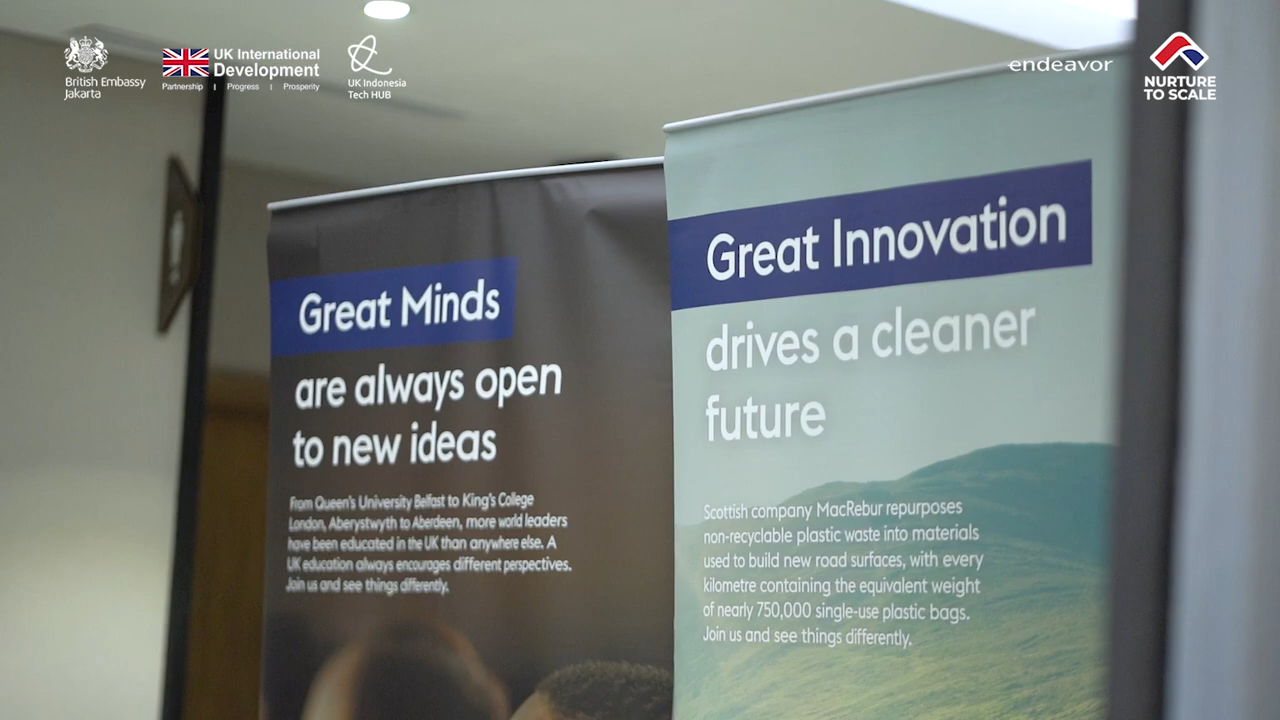 British Embassy
Jakarta
UK International
Development
Partnership | Progress | Prosperity
UK Indonesia
Tech HUB
endeavor
NURTURE
TO SCALE
Great Minds
are always open
to new ideas
From Queen's University Belfast to King's College
London, Aberystwyth to Aberdeen, more world leaders
have been educated in the UK than anywhere else. A
UK education always encourages different perspectives.
Join us and see things differently.
Great Innovation
drives a cleaner
future
Scottish company MacRebur repurposes
non-recyclable plastic waste into materials
used to build new road surfaces, with every
kilometre containing the equivalent weight
of nearly 750,000 single-use plastic bags.
Join us and see things differently.